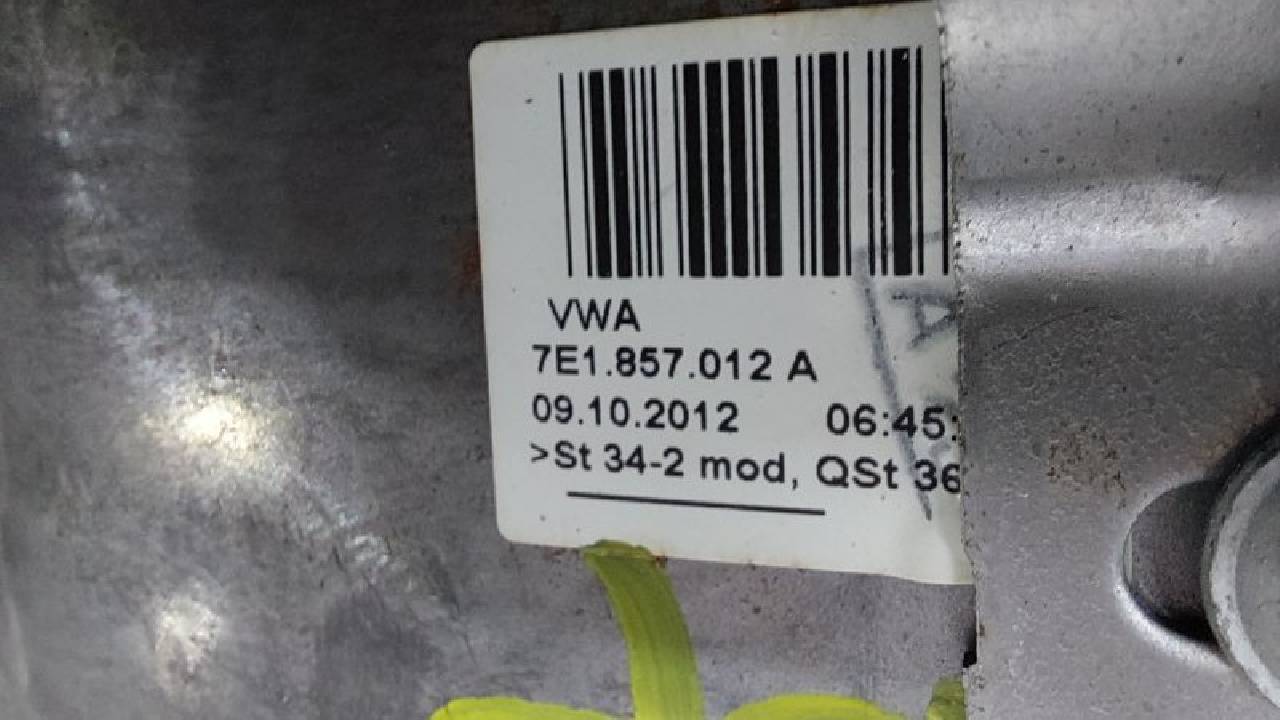 VWA
7E1.857.012 A
09.10.2012 06:45:
>St 34-2 mod, QSt 36